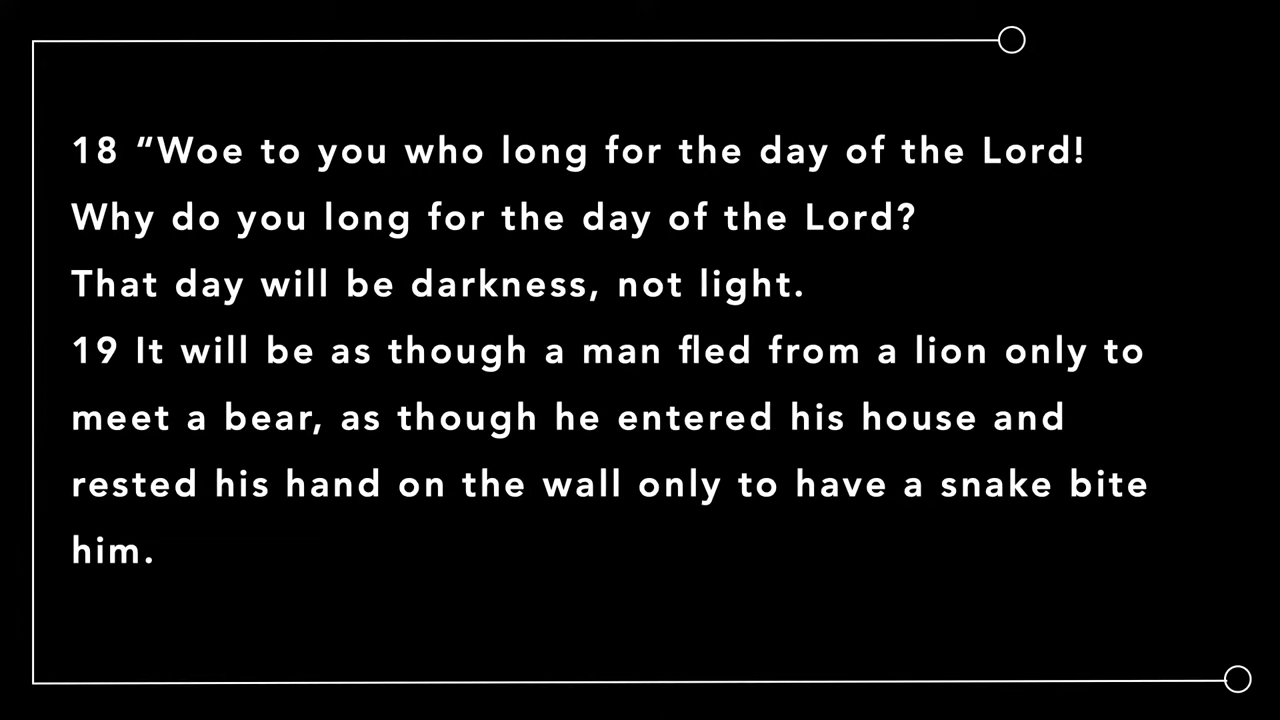 18 “Woe to you who long for the day of the Lord!
Why do you long for the day of the Lord?
That day will be darkness, not light.
19 It will be as though a man fled from a lion only to
meet a bear, as though he entered his house and
rested his hand on the wall only to have a snake bite
him.